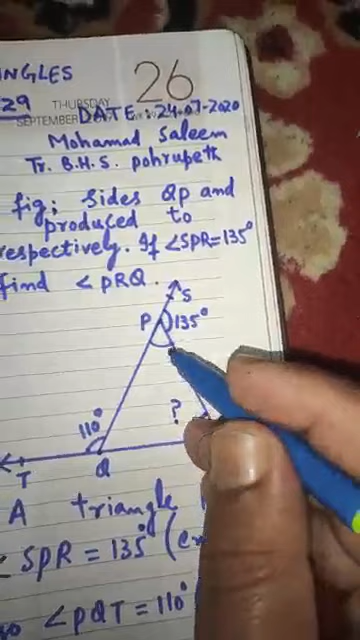 ANGLES
29 THURSDAY 26
SEPTEMBER DATE: 24-07-2020
Mohamad Saleem
Tr. B.H.S. pohrupeth
fig; Sides QP and
produced to
respectively. If ∠SPR=135°
find ∠PRQ.
S
P 135°
110° ?
T Q
A triangle
∠ SPR = 135°
∠PQT = 110°